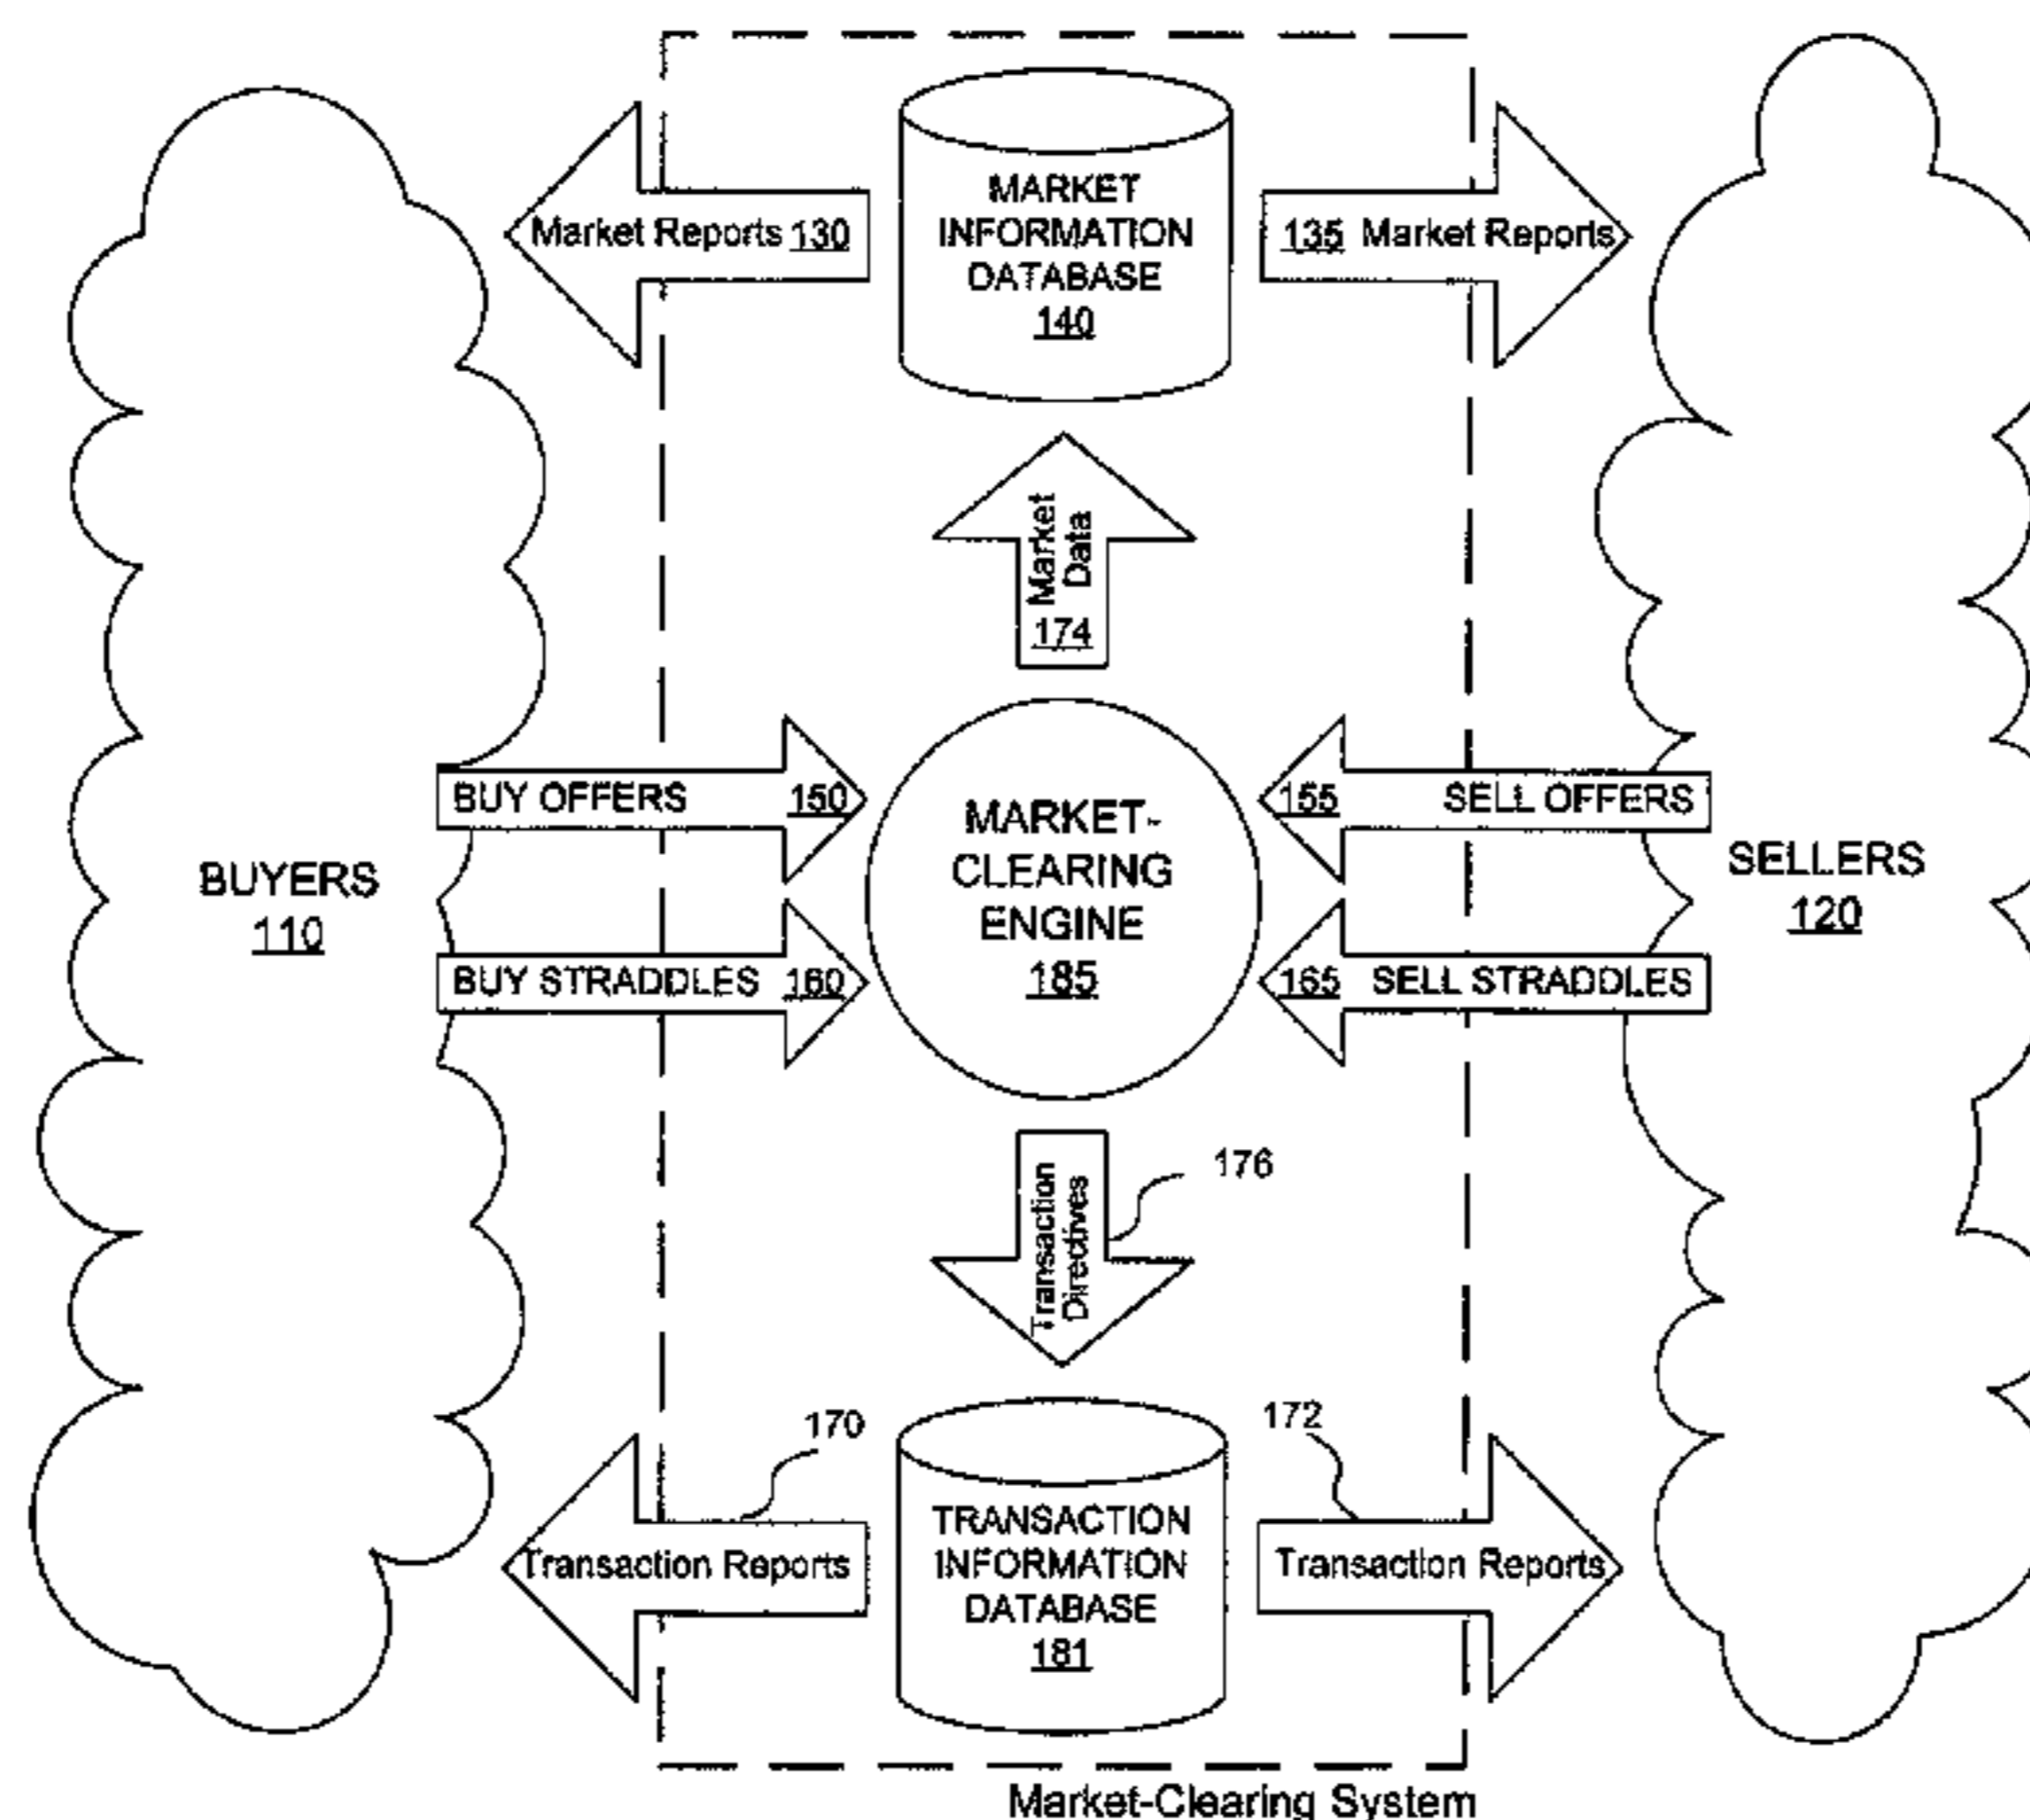 MARKET
INFORMATION
DATABASE
140
Market Reports 130
135 Market Reports
Market
Data
174
BUY OFFERS 150
155 SELL OFFERS
MARKET-
CLEARING
ENGINE
185
BUYERS
110
SELLERS
120
BUY STRADDLES 160
165 SELL STRADDLES
Transaction
Directives
176
170
172
Transaction Reports
TRANSACTION
INFORMATION
DATABASE
181
Transaction Reports
Market-Clearing System